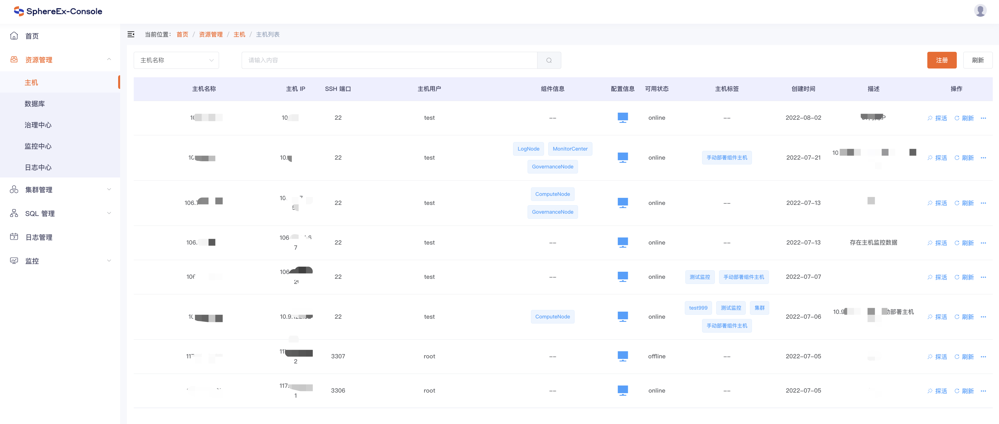 SphereEx-Console
首页
资源管理
主机
数据库
治理中心
监控中心
日志中心
集群管理
SQL 管理
日志管理
监控
当前位置： 首页 / 资源管理 / 主机 / 主机列表
主机名称 请输入内容 注册 刷新
主机名称 主机 IP SSH 端口 主机用户 组件信息 配置信息 可用状态 主机标签 创建时间 描述 操作
22 test -- online -- 2022-08-02 探活 刷新 ...
LogNode MonitorCenter
22 test online 手动部署组件主机 2022-07-21 探活 刷新 ...
GovernanceNode
ComputeNode
22 test online -- 2022-07-13 探活 刷新 ...
GovernanceNode
22 test -- online -- 2022-07-13 存在主机监控数据 探活 刷新 ...
22 test -- online 测试监控 手动部署组件主机 2022-07-07 探活 刷新 ...
test999 测试监控 集群
22 test ComputeNode online 2022-07-06 部署主机 探活 刷新 ...
手动部署组件主机
3307 root -- offline -- 2022-07-05 探活 刷新 ...
3306 root -- online -- 2022-07-05 探活 刷新 ...